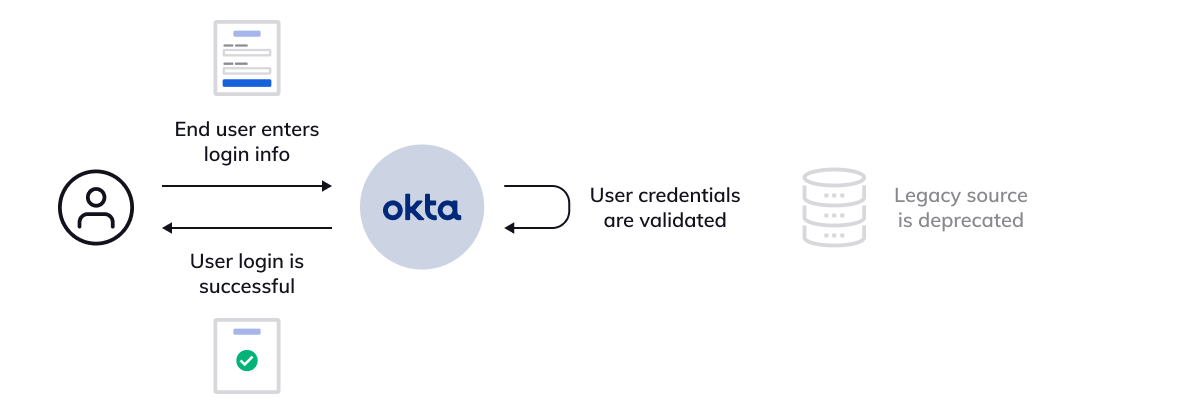 End user enters
login info
okta
User credentials
are validated
Legacy source
is deprecated
User login is
successful